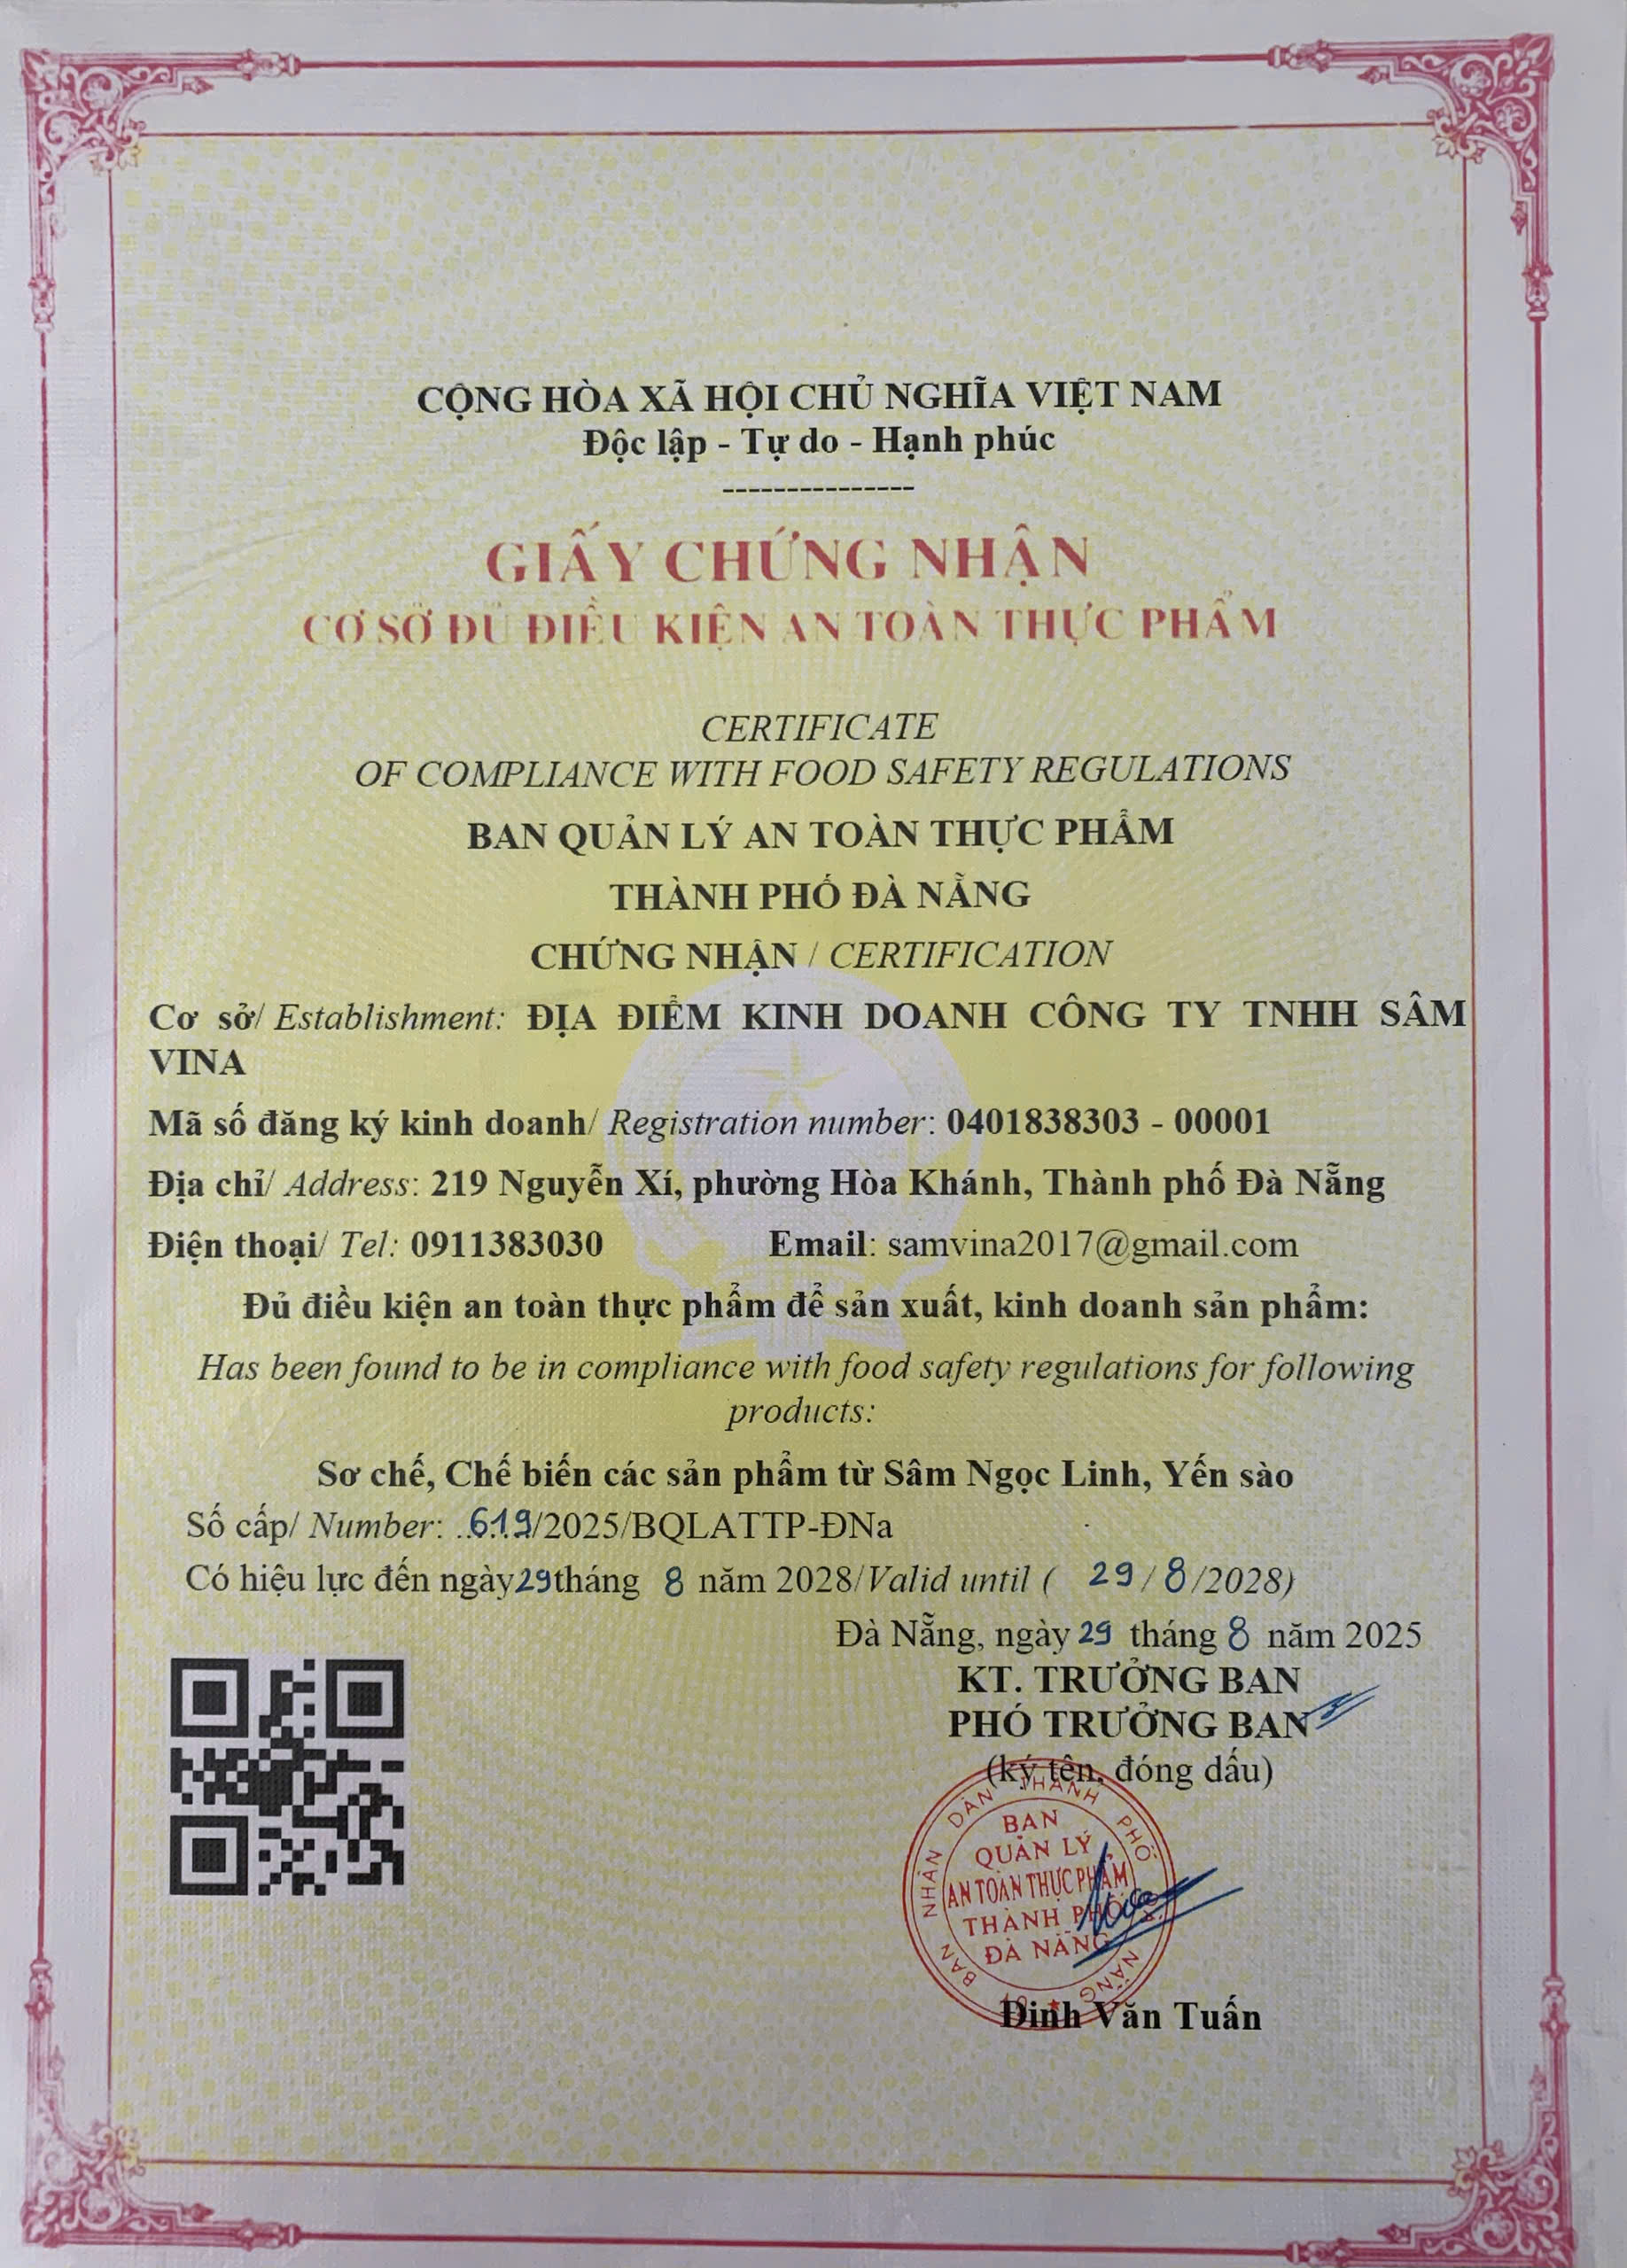 CỘNG HÒA XÃ HỘI CHỦ NGHĨA VIỆT NAM
Độc lập - Tự do - Hạnh phúc
---------------
GIẤY CHỨNG NHẬN
CƠ SỞ ĐỦ ĐIỀU KIỆN AN TOÀN THỰC PHẨM
CERTIFICATE
OF COMPLIANCE WITH FOOD SAFETY REGULATIONS
BAN QUẢN LÝ AN TOÀN THỰC PHẨM
THÀNH PHỐ ĐÀ NẴNG
CHỨNG NHẬN / CERTIFICATION
Cơ sở/ Establishment: ĐỊA ĐIỂM KINH DOANH CÔNG TY TNHH SÂM
VINA
Mã số đăng ký kinh doanh/ Registration number: 0401838303 - 00001
Địa chỉ/ Address: 219 Nguyễn Xí, phường Hòa Khánh, Thành phố Đà Nẵng
Điện thoại/ Tel: 0911383030 Email: samvina2017@gmail.com
Đủ điều kiện an toàn thực phẩm để sản xuất, kinh doanh sản phẩm:
Has been found to be in compliance with food safety regulations for following
products:
Sơ chế, Chế biến các sản phẩm từ Sâm Ngọc Linh, Yến sào
Số cấp/ Number: ..619/2025/BQLATTP-ĐNa
Có hiệu lực đến ngày 29 tháng 8 năm 2028/Valid until ( 29/8/2028)
Đà Nẵng, ngày 29 tháng 8 năm 2025
KT. TRƯỞNG BAN
PHÓ TRƯỞNG BAN
(ký tên, đóng dấu)
BAN NHÂN DÂN THÀNH PHỐ NẴNG
BAN
QUẢN LÝ
AN TOÀN THỰC PHẨM
THÀNH PHỐ
ĐÀ NẴNG
Đinh Văn Tuấn